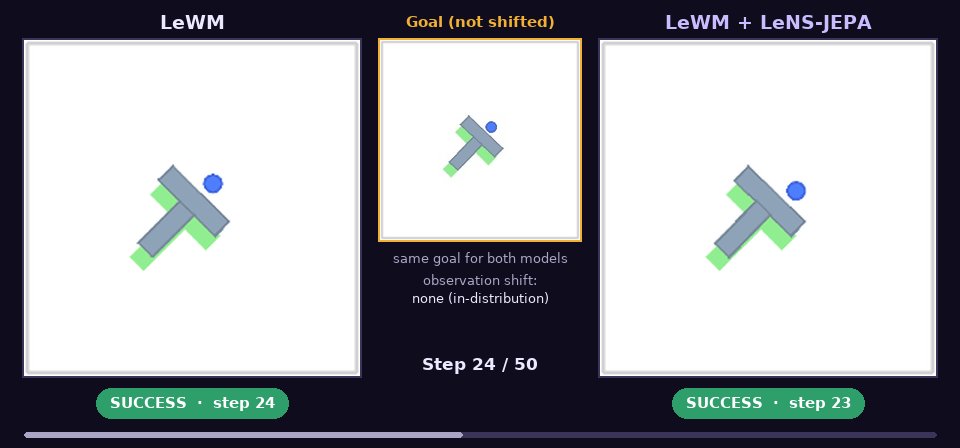 LeWM
Goal (not shifted)
LeWM + LeNS-JEPA
same goal for both models
observation shift:
none (in-distribution)
Step 24 / 50
SUCCESS · step 24
SUCCESS · step 23